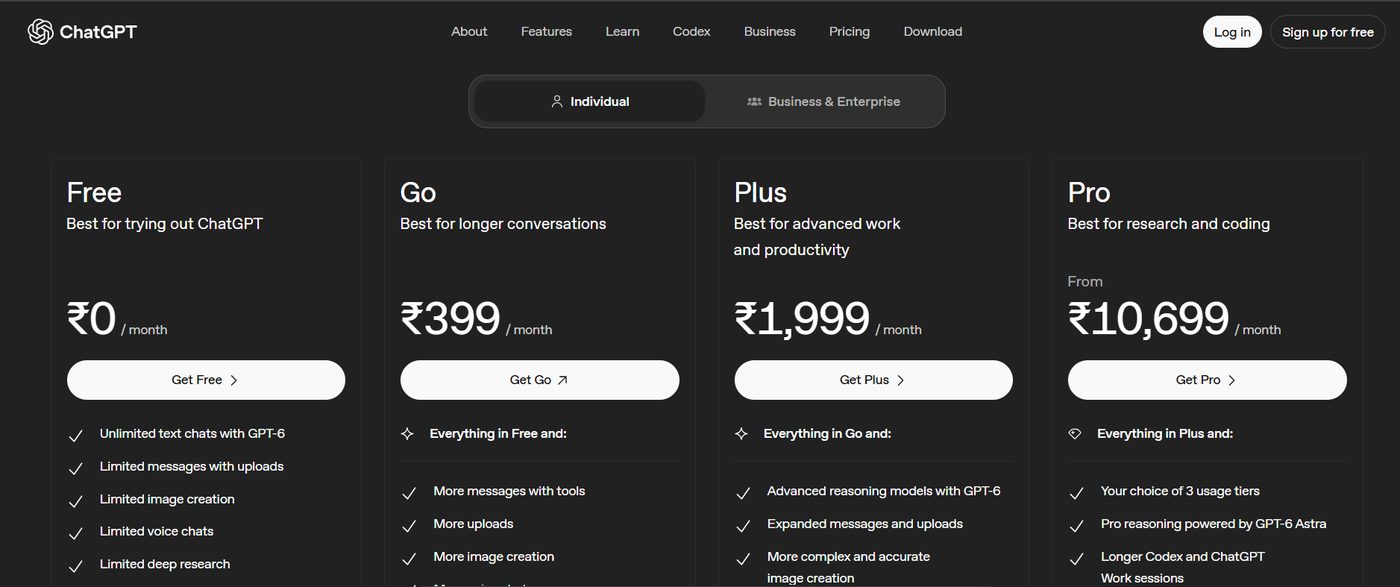 ChatGPT
About
Features
Learn
Codex
Business
Pricing
Download
Log in
Sign up for free
Individual
Business & Enterprise
Free
Best for trying out ChatGPT
₹0 / month
Get Free
Unlimited text chats with GPT-6
Limited messages with uploads
Limited image creation
Limited voice chats
Limited deep research
Go
Best for longer conversations
₹399 / month
Get Go
Everything in Free and:
More messages with tools
More uploads
More image creation
Plus
Best for advanced work
and productivity
₹1,999 / month
Get Plus
Everything in Go and:
Advanced reasoning models with GPT-6
Expanded messages and uploads
More complex and accurate
image creation
Pro
Best for research and coding
From
₹10,699 / month
Get Pro
Everything in Plus and:
Your choice of 3 usage tiers
Pro reasoning powered by GPT-6 Astra
Longer Codex and ChatGPT
Work sessions